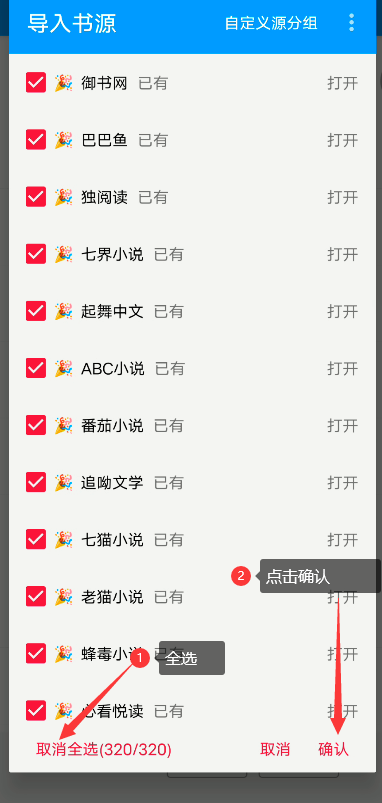 导入书源 自定义源分组
御书网 已有 打开
巴巴鱼 已有 打开
独阅读 已有 打开
七界小说 已有 打开
起舞中文 已有 打开
ABC小说 已有 打开
番茄小说 已有 打开
追呦文学 已有 打开
七猫小说 已有 打开
2 点击确认
老猫小说 已有 打开
蜂毒小说 已有 打开
1 全选
必看悦读 已有 打开
取消全选(320/320) 取消 确认